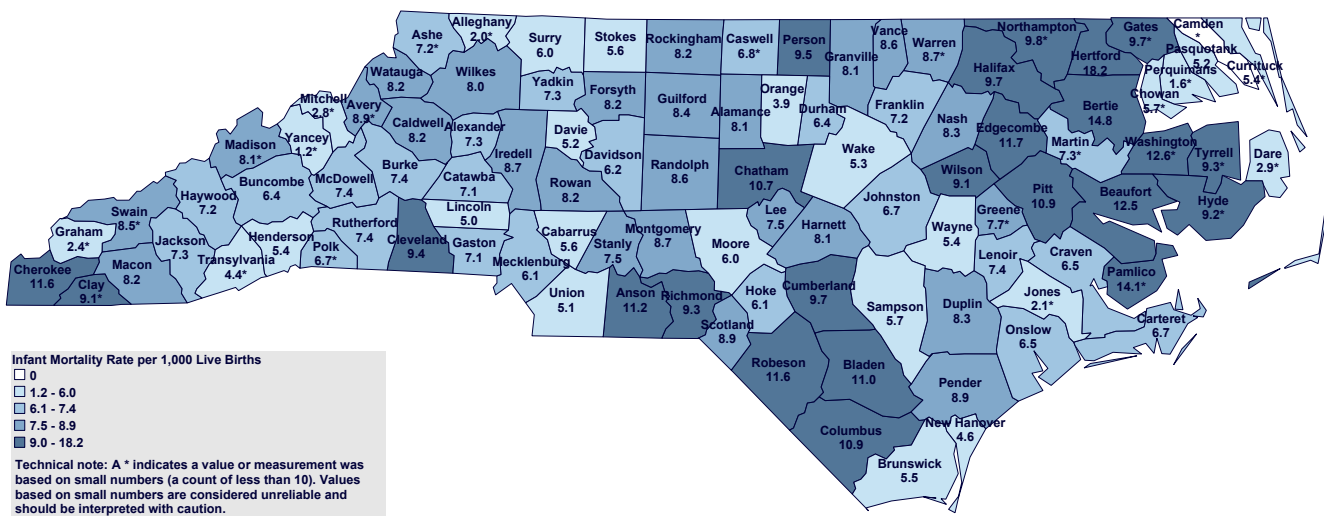 Ashe
7.2*
Alleghany
2.0*
Surry
6.0
Stokes
5.6
Rockingham
8.2
Caswell
6.8*
Person
9.5
Granville
8.1
Vance
8.6
Warren
8.7*
Northampton
9.8*
Halifax
9.7
Hertford
18.2
Gates
9.7*
Camden
*
Pasquotank
5.2
Currituck
5.4*
Perquimans
1.6*
Chowan
5.7*
Bertie
14.8
Watauga
8.2
Wilkes
8.0
Yadkin
7.3
Forsyth
8.2
Guilford
8.4
Alamance
8.1
Orange
3.9
Durham
6.4
Franklin
7.2
Nash
8.3
Edgecombe
11.7
Martin
7.3*
Washington
12.6*
Tyrrell
9.3*
Dare
2.9*
Mitchell
2.8*
Avery
8.9*
Yancey
1.2*
Caldwell
8.2
Alexander
7.3
Iredell
8.7
Davie
5.2
Davidson
6.2
Randolph
8.6
Chatham
10.7
Wake
5.3
Wilson
9.1
Pitt
10.9
Beaufort
12.5
Hyde
9.2*
Madison
8.1*
Buncombe
6.4
McDowell
7.4
Burke
7.4
Catawba
7.1
Rowan
8.2
Johnston
6.7
Haywood
7.2
Swain
8.5*
Graham
2.4*
Jackson
7.3
Henderson
5.4
Transylvania
4.4*
Polk
6.7*
Rutherford
7.4
Cleveland
9.4
Lincoln
5.0
Gaston
7.1
Mecklenburg
6.1
Cabarrus
5.6
Stanly
7.5
Montgomery
8.7
Moore
6.0
Lee
7.5
Harnett
8.1
Wayne
5.4
Greene
7.7*
Lenoir
7.4
Craven
6.5
Pamlico
14.1*
Cherokee
11.6
Clay
9.1*
Macon
8.2
Union
5.1
Anson
11.2
Richmond
9.3
Scotland
8.9
Hoke
6.1
Cumberland
9.7
Sampson
5.7
Duplin
8.3
Jones
2.1*
Onslow
6.5
Carteret
6.7
Robeson
11.6
Bladen
11.0
Pender
8.9
Columbus
10.9
New Hanover
4.6
Brunswick
5.5
Infant Mortality Rate per 1,000 Live Births
0
1.2 - 6.0
6.1 - 7.4
7.5 - 8.9
9.0 - 18.2
Technical note: A * indicates a value or measurement was
based on small numbers (a count of less than 10). Values
based on small numbers are considered unreliable and
should be interpreted with caution.